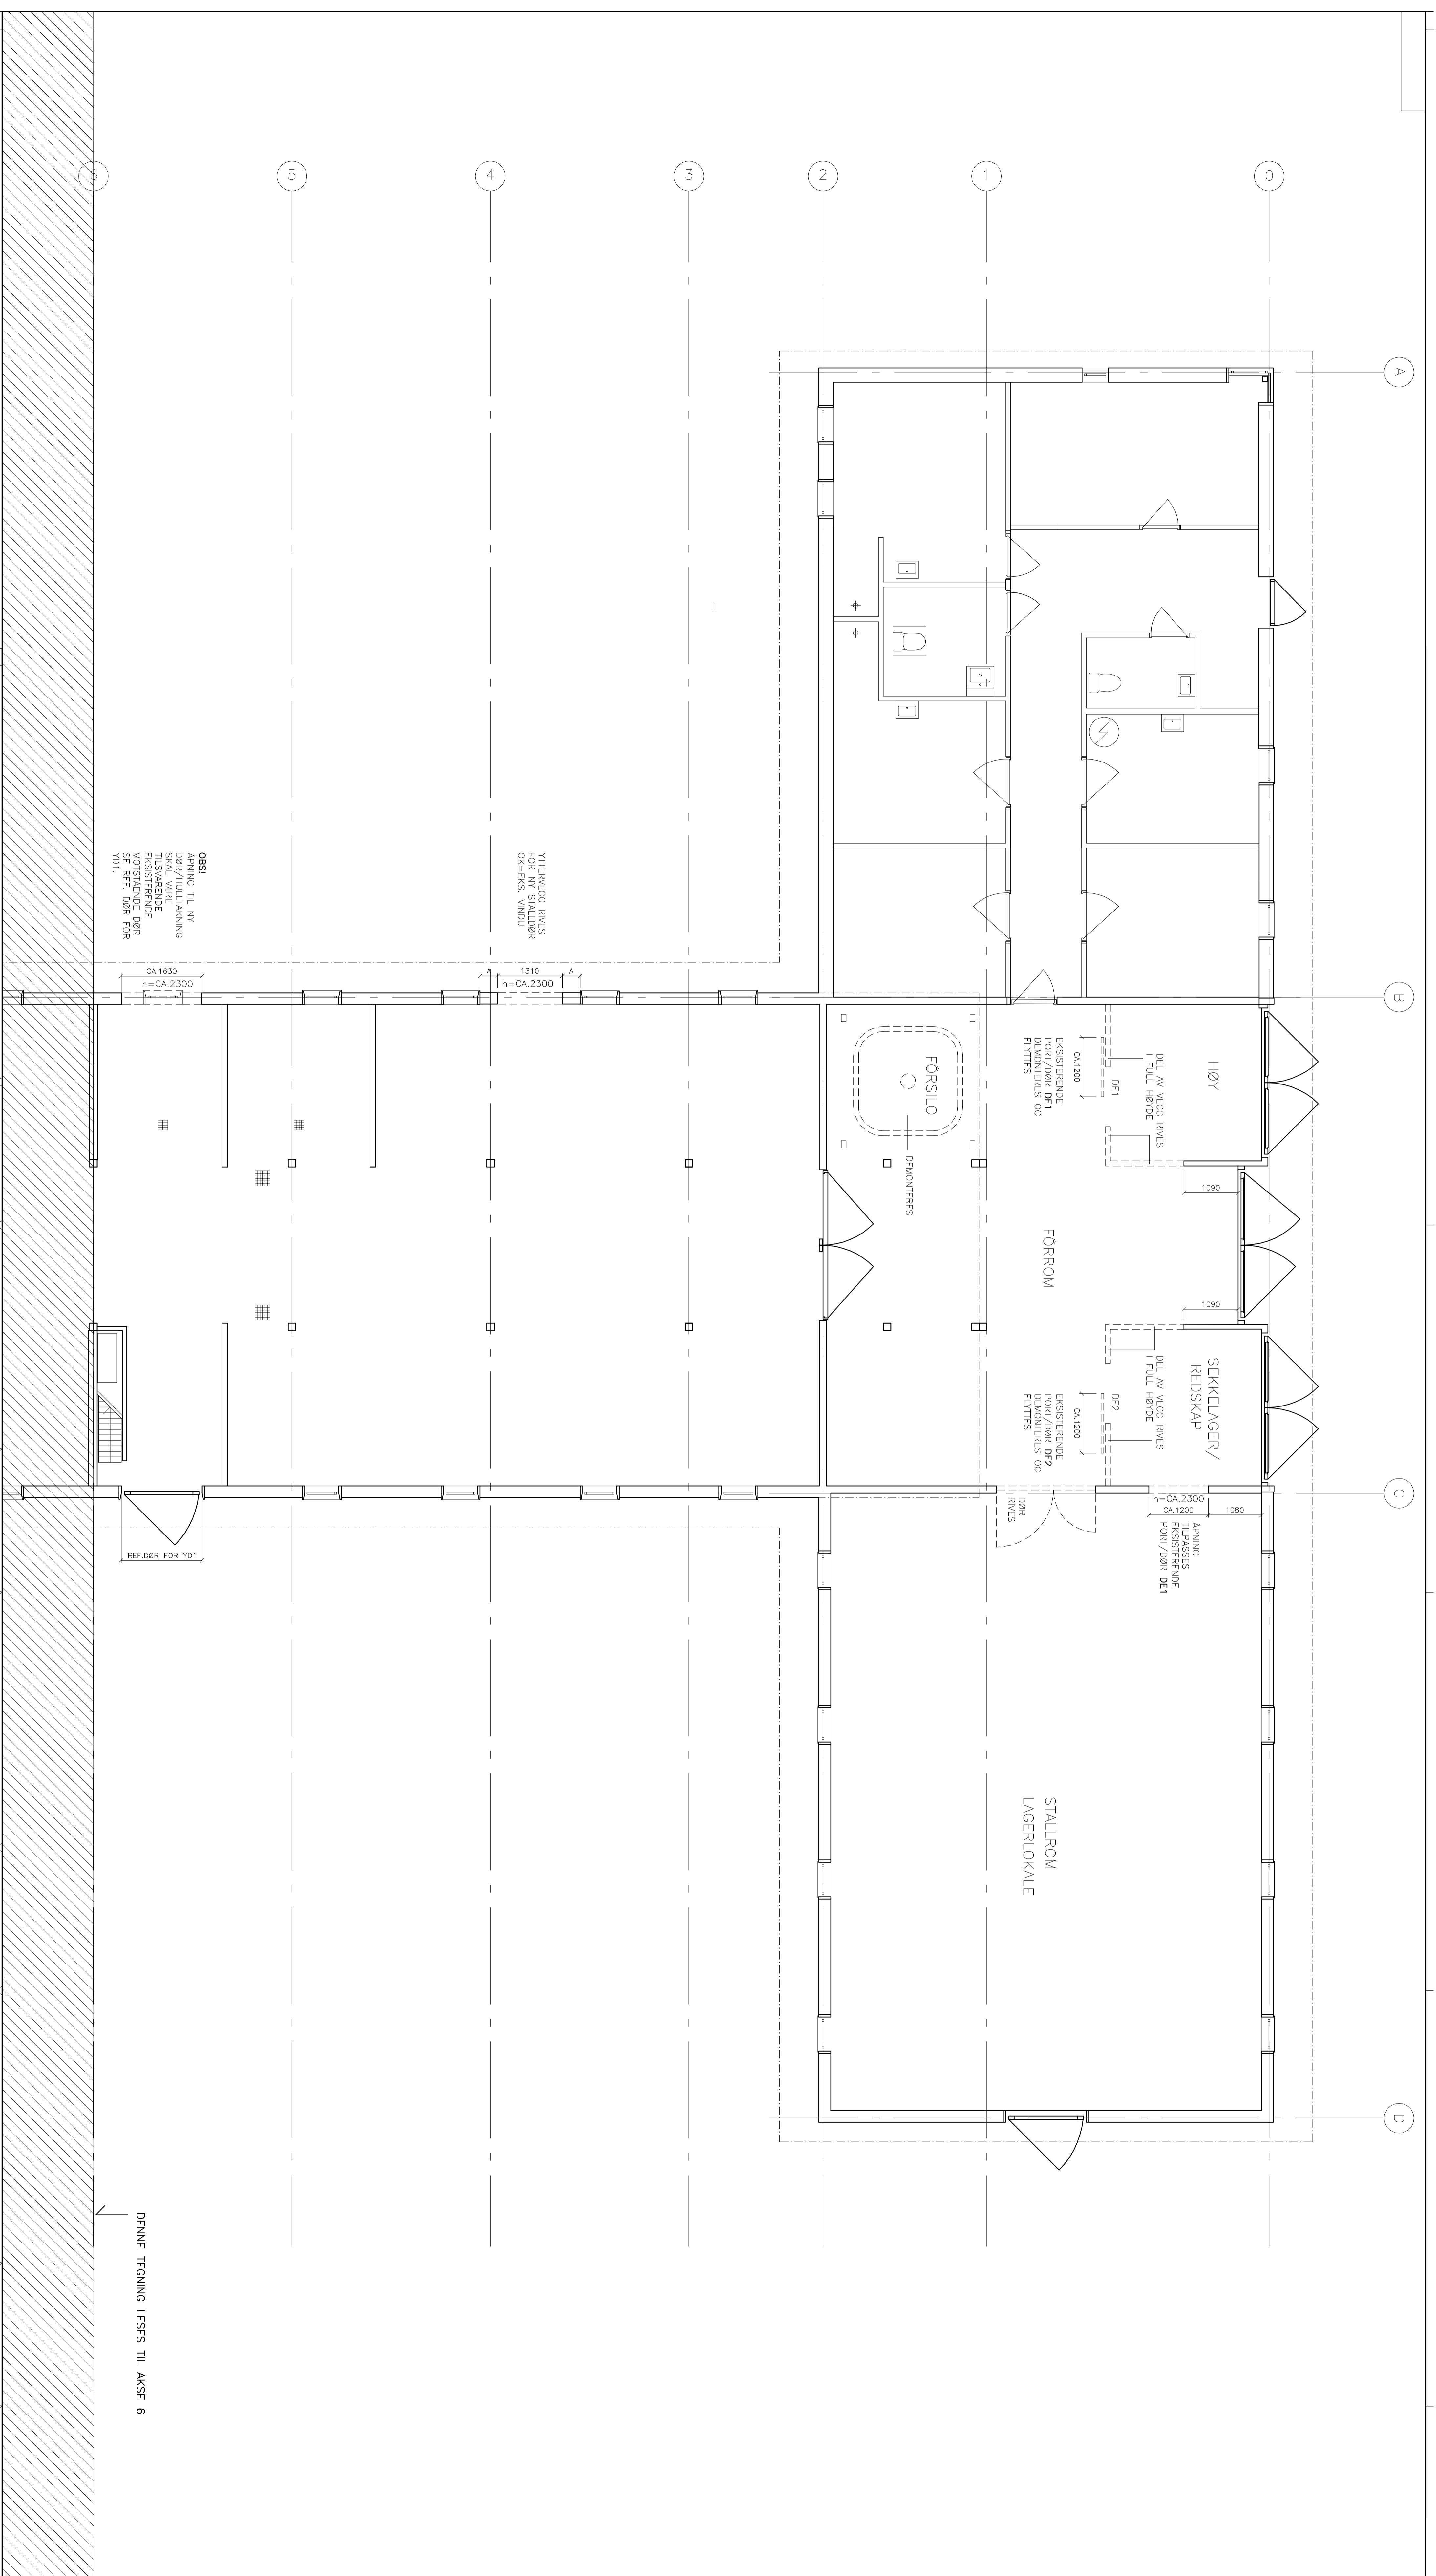 6
5
4
3
2
1
0
A
B
C
D
OBS!
ÅPNING TIL NY
DØR/HULLTAKNING
SKAL VÆRE
TILSVARENDE
EKSISTERENDE
MOTSTÅENDE DØR
SE REF. DØR FOR
YD1.
YTTERVEGG RIVES
FOR NY STALLDØR
OK=EKS. VINDU
CA.1630
h=CA.2300
A
1310
A
h=CA.2300
HØY
DEL AV VEGG RIVES
I FULL HØYDE
DE1
CA.1200
EKSISTERENDE
PORT/DØR DE1
DEMONTERES OG
FLYTTES
FÔRSILO
DEMONTERES
1090
FÔRROM
1090
SEKKELAGER/
REDSKAP
DEL AV VEGG RIVES
I FULL HØYDE
DE2
CA.1200
EKSISTERENDE
PORT/DØR DE2
DEMONTERES OG
FLYTTES
DØR
RIVES
h=CA.2300
CA.1200
1080
ÅPNING
TILPASSES
EKSISTERENDE
PORT/DØR DE1
REF.DØR FOR YD1
STALLROM
LAGERLOKALE
DENNE TEGNING LESES TIL AKSE 6